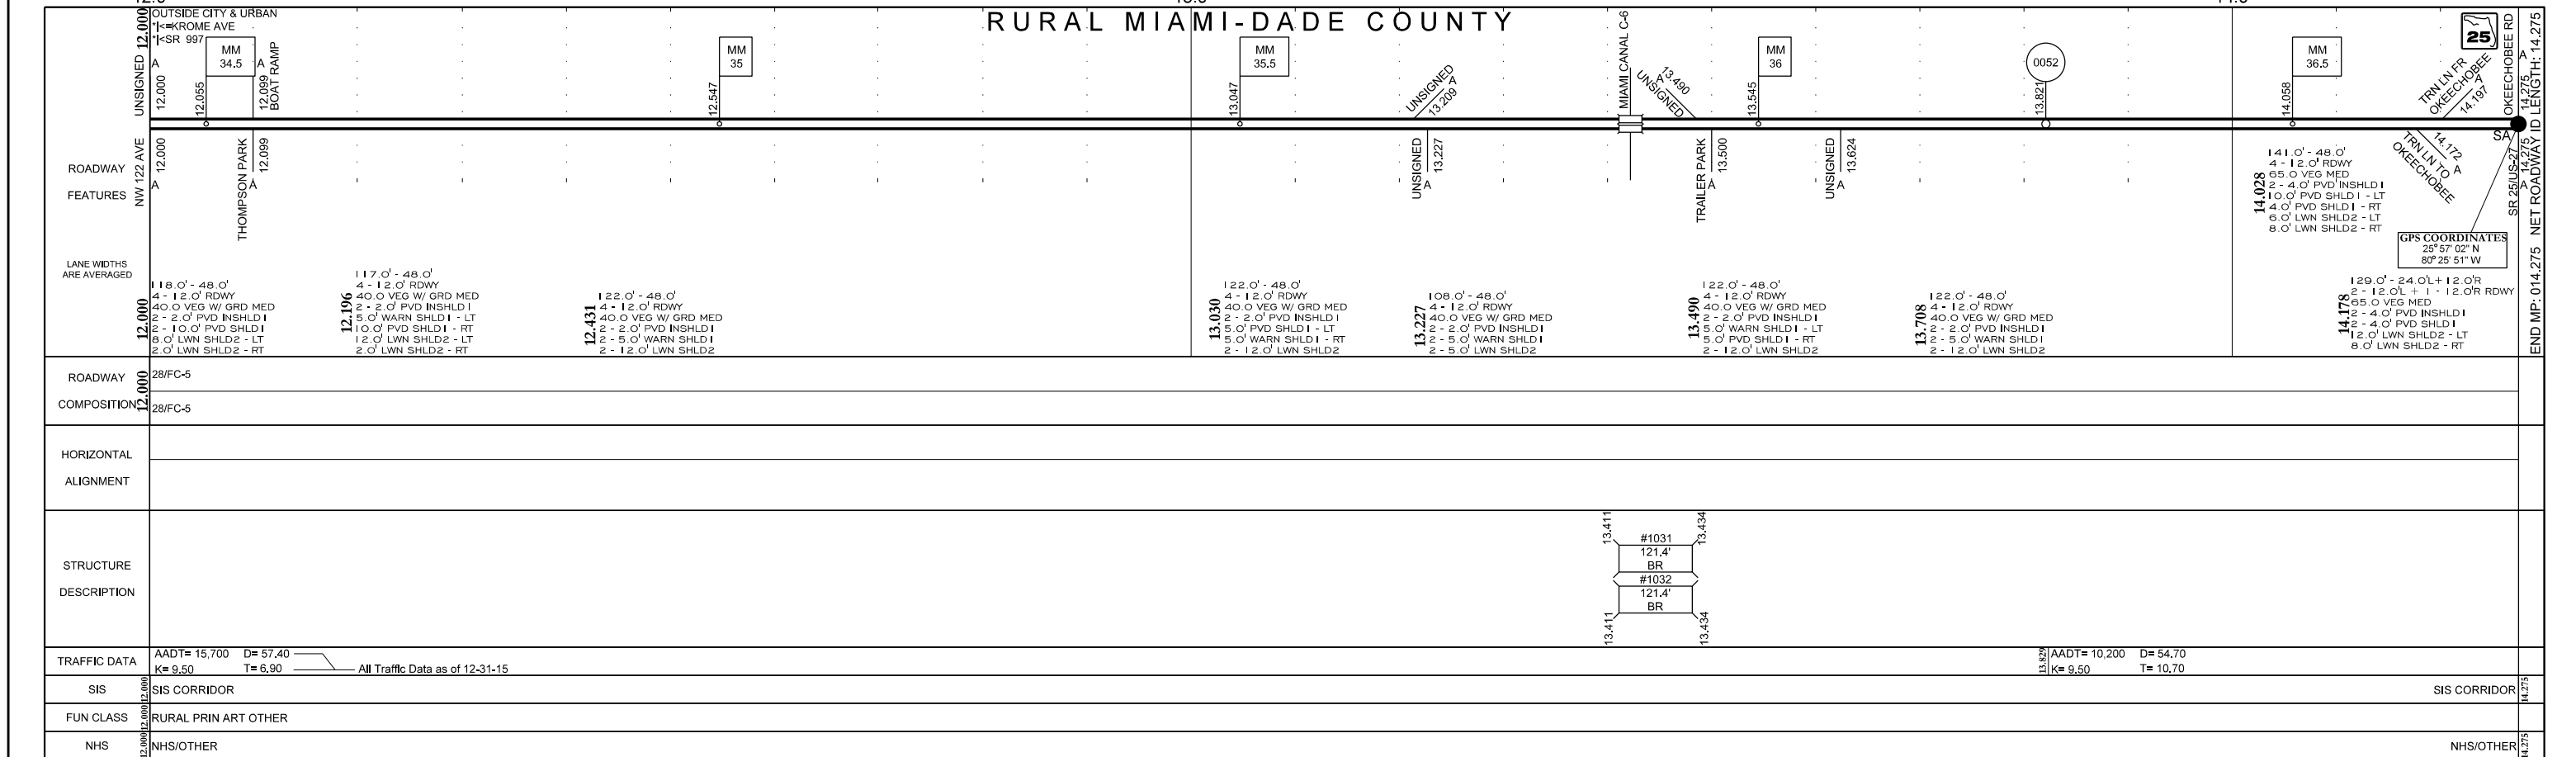 OUTSIDE CITY & URBAN
*|<=KROME AVE
*|<SR 997
RURAL MIAMI-DADE COUNTY
12.000
UNSIGNED
A
12.000
12.055
MM
34.5
A
12.099
BOAT RAMP
12.547
MM
35
13.047
MM
35.5
UNSIGNED
A
13.209
MIAMI CANAL C-6
13.490
A
UNSIGNED
13.545
MM
36
0052
13.821
14.058
MM
36.5
25
TRN LN FR
OKEECHOBEE
A
14.197
OKEECHOBEE RD
A
14.275
ROADWAY
FEATURES
NW 122 AVE
12.000
A
THOMPSON PARK
12.099
A
UNSIGNED
13.227
A
TRAILER PARK
13.500
A
UNSIGNED
13.624
A
14.172
TRN LN TO A
OKEECHOBEE
SA
SR 25/US-27
14.275
A
END MP: 014.275 NET ROADWAY ID LENGTH: 14.275
GPS COORDINATES
25° 57' 02" N
80° 25' 51" W
LANE WIDTHS
ARE AVERAGED
12.000
118.0' - 48.0'
4 - 12.0' RDWY
40.0 VEG W/ GRD MED
2 - 2.0' PVD INSHLD1
2 - 10.0' PVD SHLD1
8.0' LWN SHLD2 - LT
2.0' LWN SHLD2 - RT
12.196
117.0' - 48.0'
4 - 12.0' RDWY
40.0 VEG W/ GRD MED
2 - 2.0' PVD INSHLD1
5.0' WARN SHLD1 - LT
10.0' PVD SHLD1 - RT
12.0' LWN SHLD2 - LT
2.0' LWN SHLD2 - RT
12.431
122.0' - 48.0'
4 - 12.0' RDWY
40.0 VEG W/ GRD MED
2 - 2.0' PVD INSHLD1
2 - 5.0' WARN SHLD1
2 - 12.0' LWN SHLD2
13.030
122.0' - 48.0'
4 - 12.0' RDWY
40.0 VEG W/ GRD MED
2 - 2.0' PVD INSHLD1
5.0' PVD SHLD1 - LT
5.0' WARN SHLD1 - RT
2 - 12.0' LWN SHLD2
13.227
108.0' - 48.0'
4 - 12.0' RDWY
40.0 VEG W/ GRD MED
2 - 2.0' PVD INSHLD1
2 - 5.0' WARN SHLD1
2 - 5.0' LWN SHLD2
13.490
122.0' - 48.0'
4 - 12.0' RDWY
40.0 VEG W/ GRD MED
2 - 2.0' PVD INSHLD1
5.0' WARN SHLD1 - LT
5.0' PVD SHLD1 - RT
2 - 12.0' LWN SHLD2
13.708
122.0' - 48.0'
4 - 12.0' RDWY
40.0 VEG W/ GRD MED
2 - 2.0' PVD INSHLD1
2 - 5.0' WARN SHLD1
2 - 12.0' LWN SHLD2
14.028
141.0' - 48.0'
4 - 12.0' RDWY
65.0 VEG MED
2 - 4.0' PVD INSHLD1
10.0' PVD SHLD1 - LT
4.0' PVD SHLD1 - RT
6.0' LWN SHLD2 - LT
8.0' LWN SHLD2 - RT
14.178
129.0' - 24.0'L+ 12.0'R
2 - 12.0'L + 1 - 12.0'R RDWY
65.0 VEG MED
2 - 4.0' PVD INSHLD1
2 - 4.0' PVD SHLD1
12.0' LWN SHLD2 - LT
8.0' LWN SHLD2 - RT
ROADWAY
COMPOSITION
12.000
28/FC-5
28/FC-5
HORIZONTAL
ALIGNMENT
STRUCTURE
DESCRIPTION
13.411
13.434
#1031
121.4'
BR
#1032
121.4'
BR
13.411
13.434
TRAFFIC DATA
AADT= 15,700 D= 57.40
K= 9.50 T= 6.90
All Traffic Data as of 12-31-15
13.829
AADT= 10,200 D= 54.70
K= 9.50 T= 10.70
SIS
12.000
SIS CORRIDOR
SIS CORRIDOR
14.275
FUN CLASS
12.000
RURAL PRIN ART OTHER
NHS
12.000
NHS/OTHER
NHS/OTHER
14.275